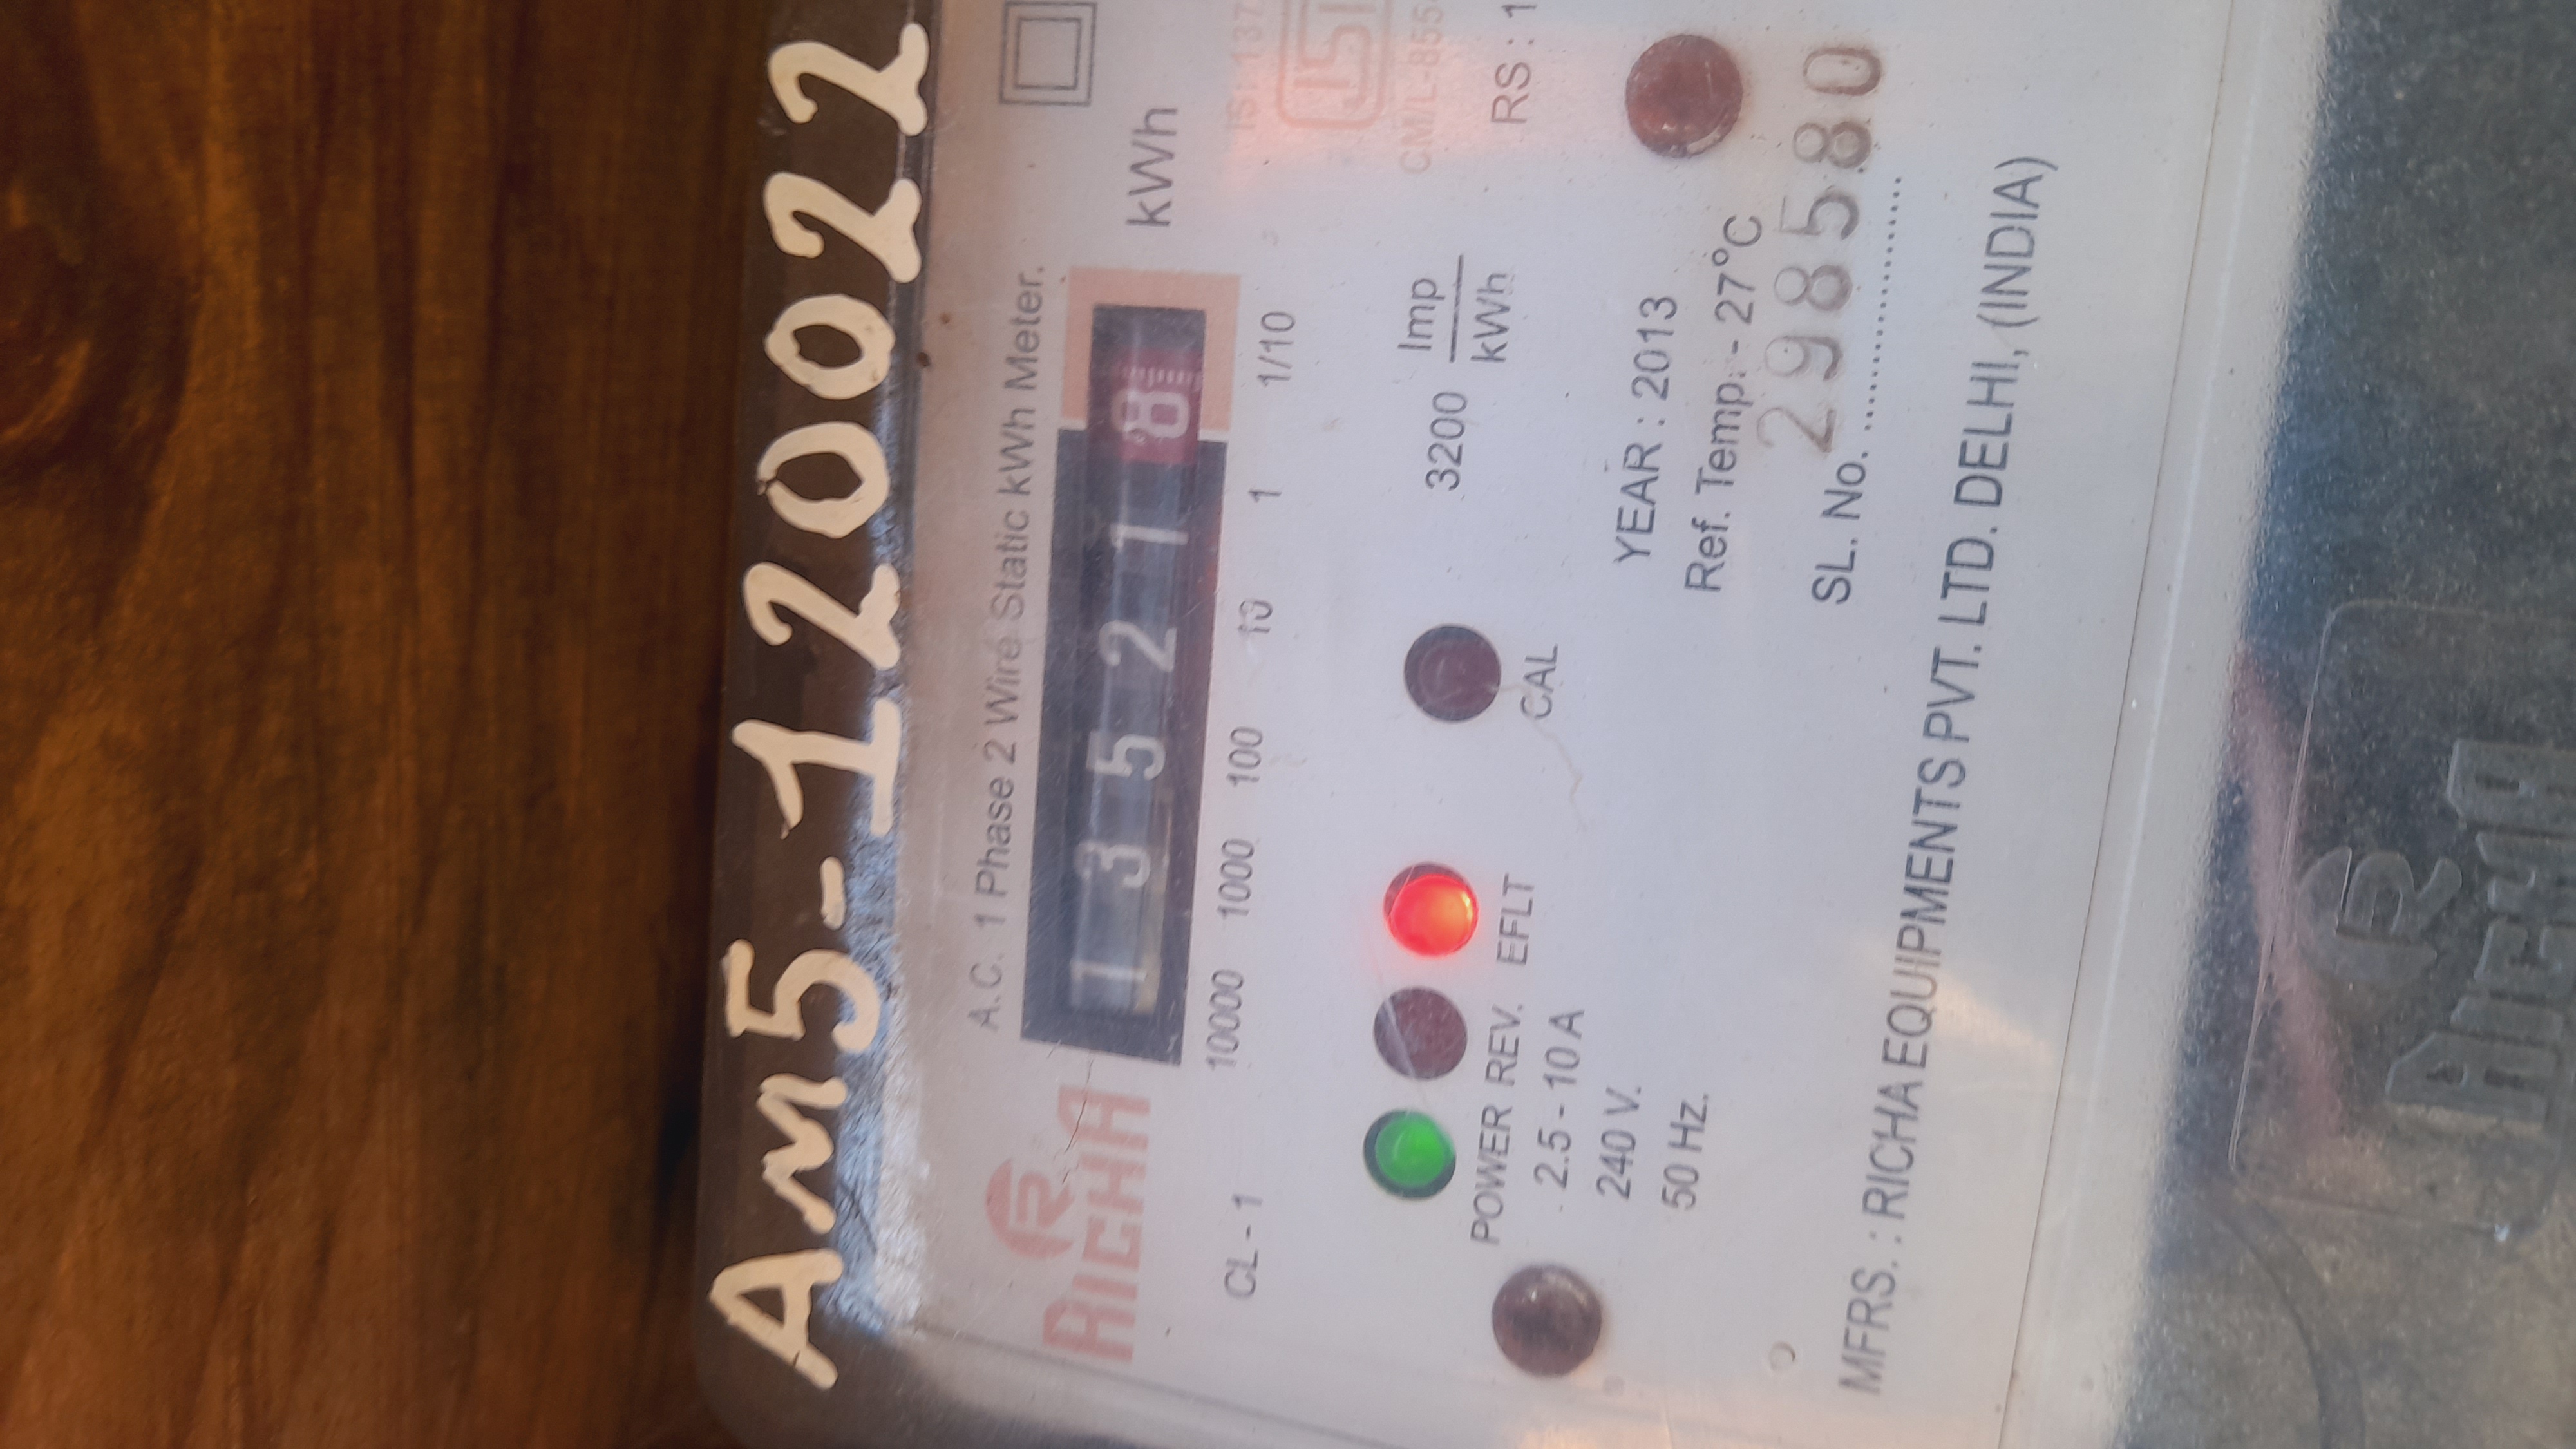 AM5-120022
A.C. 1 Phase 2 Wire Static kWh Meter.
RICHA
1 3 5 2 1 8
kWh
10000 1000 100 10 1 1/10
CL - 1
3200 Imp
kWh
POWER REV. EFLT
CAL
RS : 1
2.5 - 10 A
240 V.
50 Hz.
YEAR : 2013
Ref. Temp. - 27°C
SL. No. 298580
MFRS. : RICHA EQUIPMENTS PVT. LTD. DELHI, (INDIA)
R
RICHA